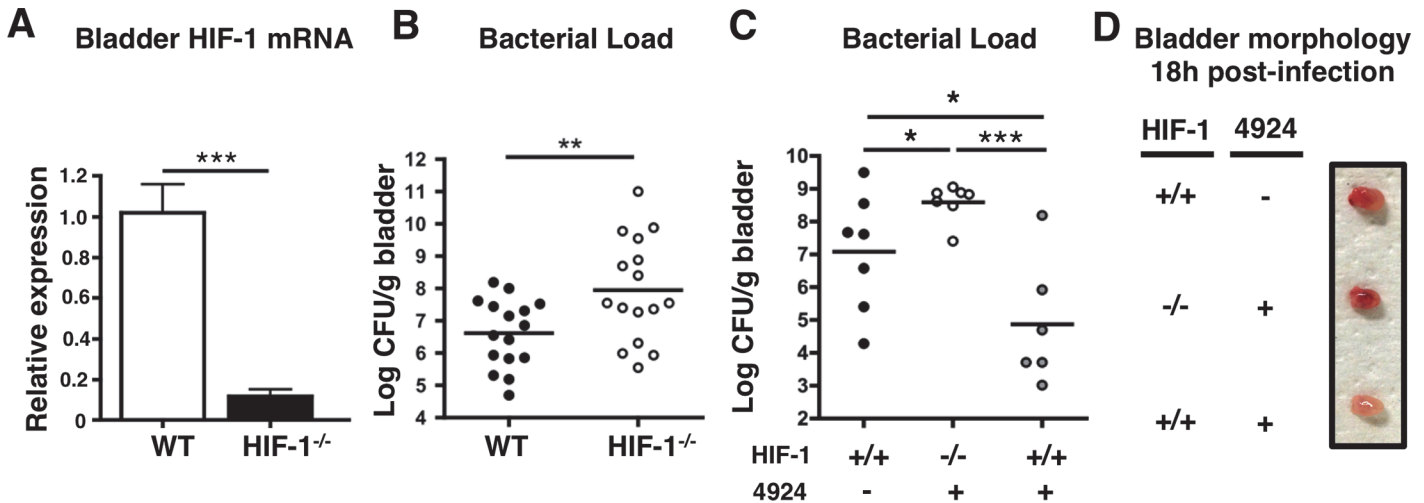 A
Bladder HIF-1 mRNA
Relative expression
***
1.2
1.0
0.8
0.6
0.4
0.2
0
WT
HIF-1-/-
B
Bacterial Load
Log CFU/g bladder
**
12
11
10
9
8
7
6
5
4
WT
HIF-1-/-
C
Bacterial Load
Log CFU/g bladder
*
* ***
10
9
8
7
6
5
4
3
2
HIF-1 +/+ -/- +/+
4924 - + +
D
Bladder morphology
18h post-infection
HIF-1 4924
+/+ -
-/- +
+/+ +